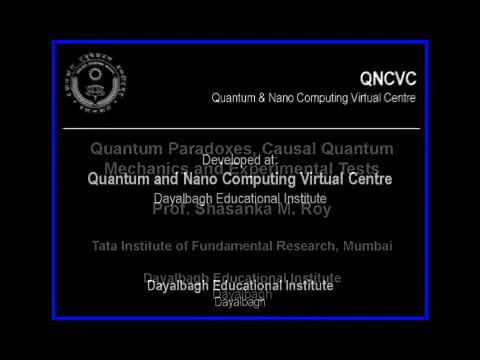 QNCVC
Quantum & Nano Computing Virtual Centre
Quantum Paradoxes, Causal Quantum
Developed at:
Mechanics and Experimental Tests
Quantum and Nano Computing Virtual Centre
Dayalbagh Educational Institute
Prof. Shasanka M. Roy
Tata Institute of Fundamental Research, Mumbai
Dayalbagh Educational Institute
Dayalbagh Educational Institute
Dayalbagh
Dayalbagh